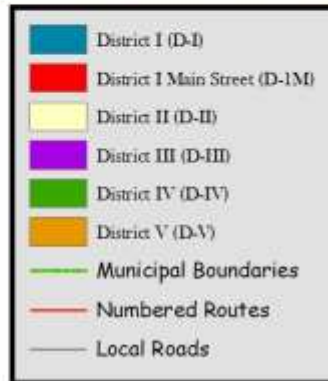 District I (D-I)
District I Main Street (D-1M)
District II (D-II)
District III (D-III)
District IV (D-IV)
District V (D-V)
Municipal Boundaries
Numbered Routes
Local Roads